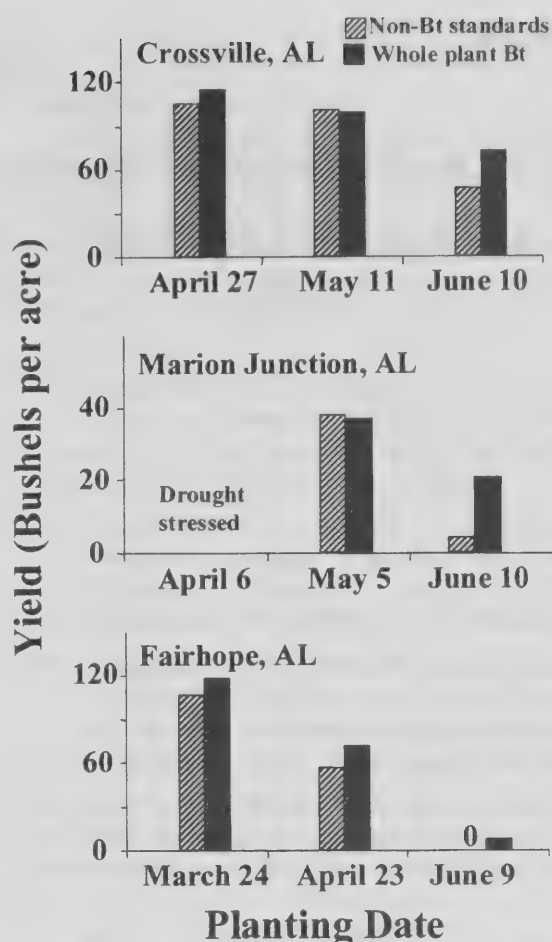 Non-Bt standards
Whole plant Bt
Crossville, AL
120
60
0
April 27 May 11 June 10
Marion Junction, AL
40
20
0
Drought
stressed
April 6 May 5 June 10
Fairhope, AL
120
60
0
0
March 24 April 23 June 9
Yield (Bushels per acre)
Planting Date